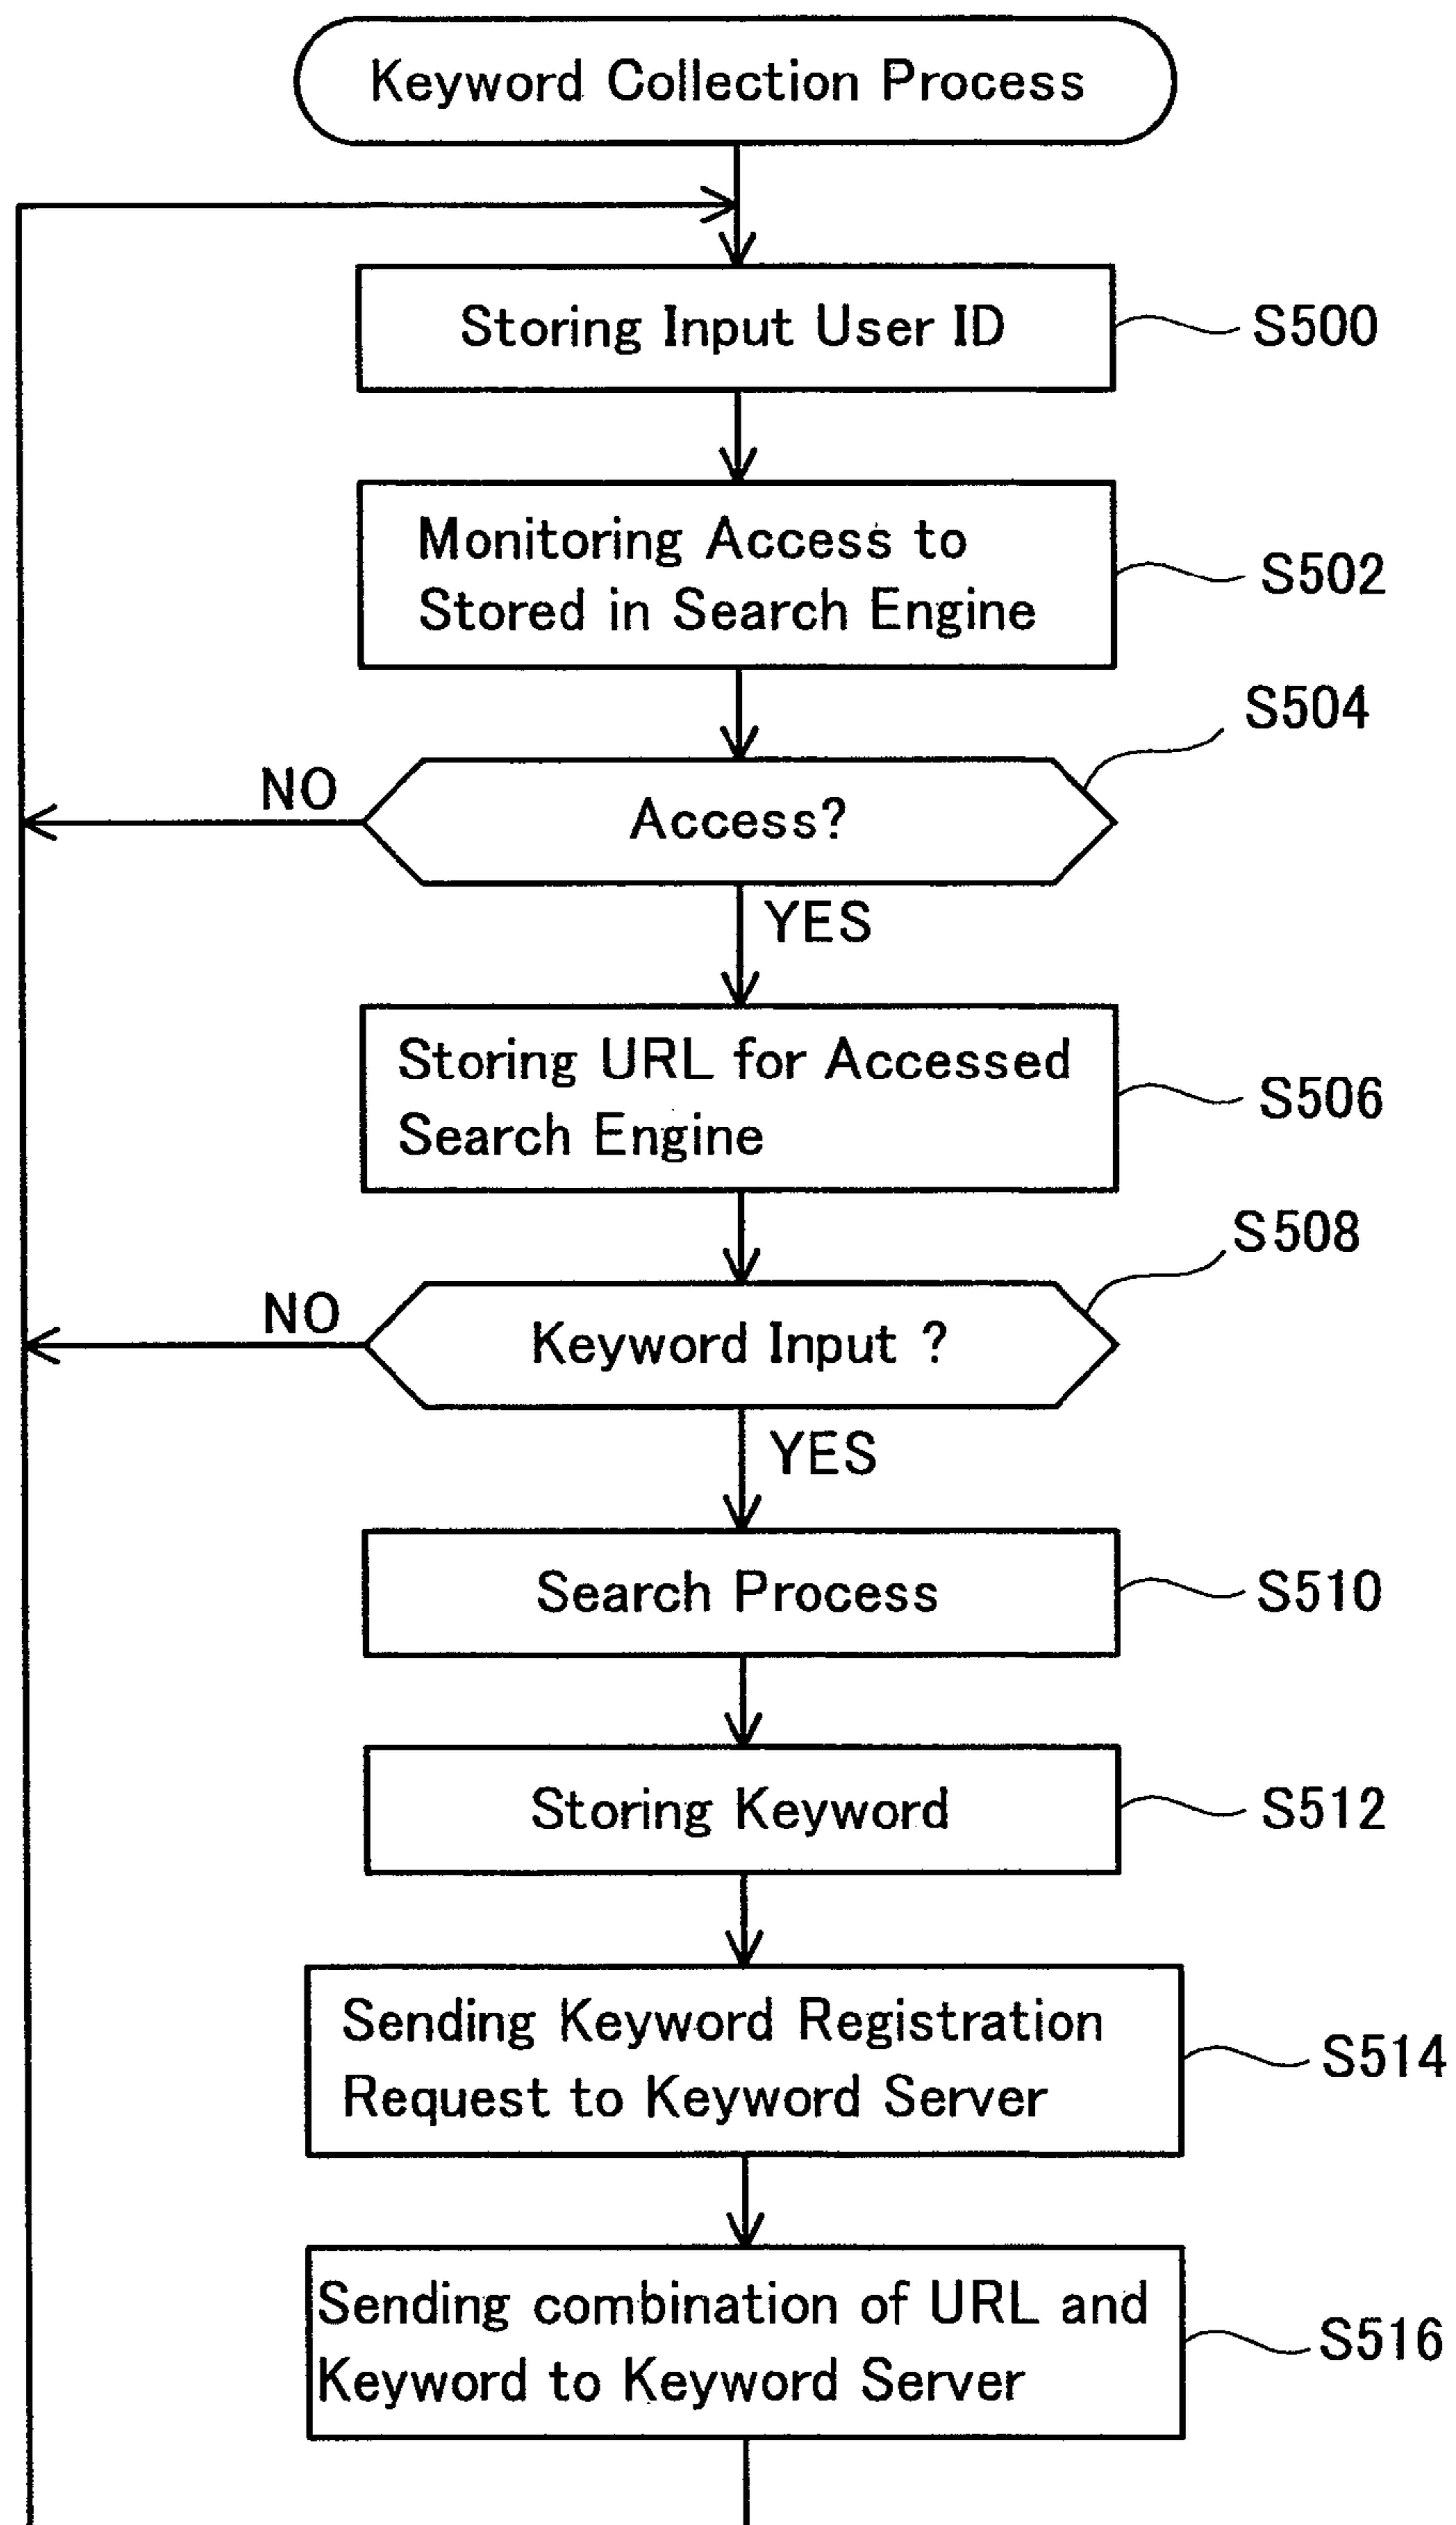 Keyword Collection Process
Storing Input User ID
S500
Monitoring Access to
Stored in Search Engine
S502
S504
NO
Access?
YES
Storing URL for Accessed
Search Engine
S506
S508
NO
Keyword Input ?
YES
Search Process
S510
Storing Keyword
S512
Sending Keyword Registration
Request to Keyword Server
S514
Sending combination of URL and
Keyword to Keyword Server
S516